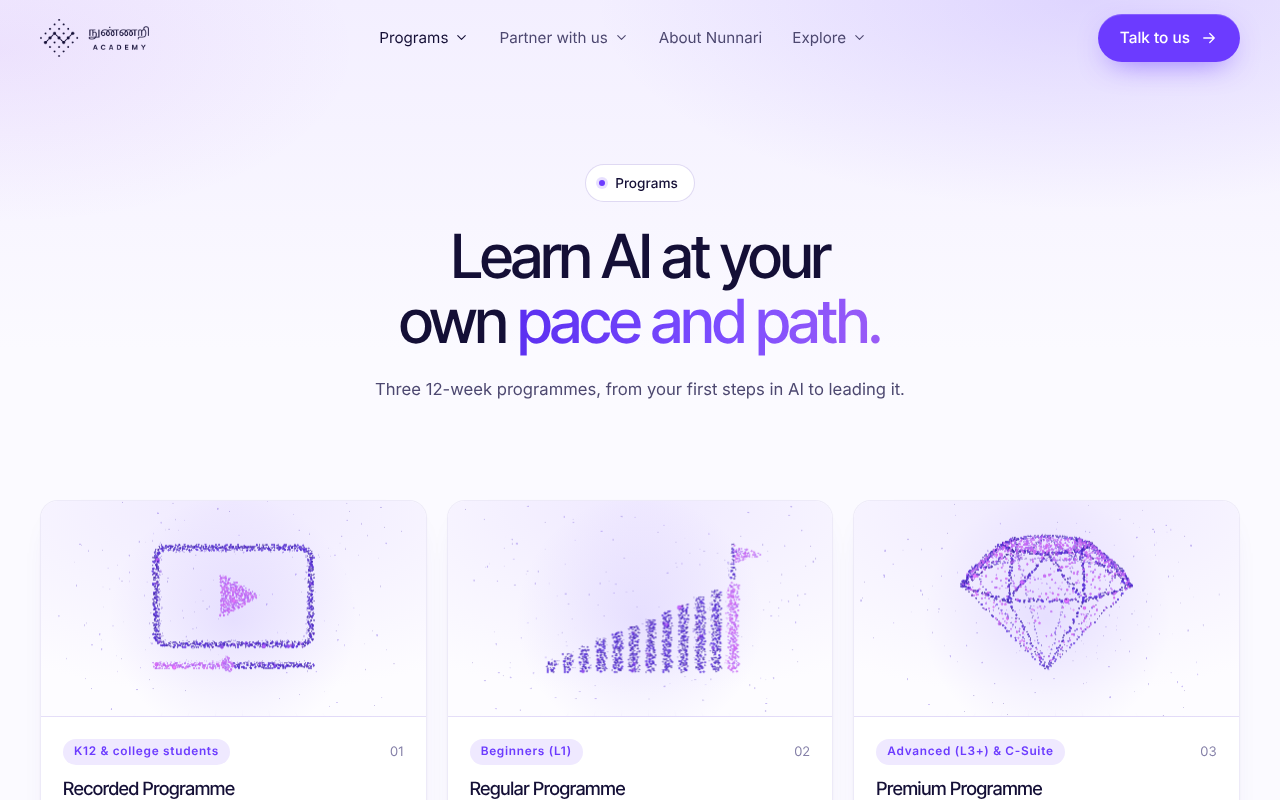 நுண்ணறி
ACADEMY
Programs
Partner with us
About Nunnari
Explore
Talk to us
Programs
Learn AI at your
own pace and path.
Three 12-week programmes, from your first steps in AI to leading it.
K12 & college students
01
Recorded Programme
Beginners (L1)
02
Regular Programme
Advanced (L3+) & C-Suite
03
Premium Programme